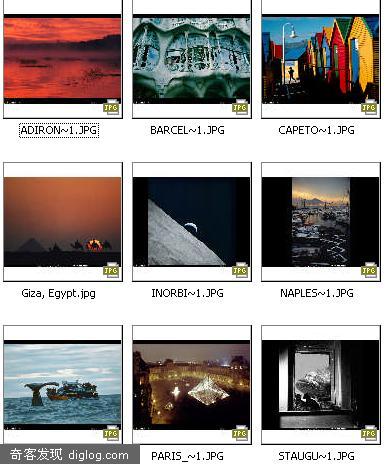 JPG JPG JPG
ADIRON~1.JPG BARCEL~1.JPG CAPETO~1.JPG
JPG JPG JPG
Giza, Egypt.jpg INORBI~1.JPG NAPLES~1.JPG
JPG JPG JPG
奇客发现 diglog.com PARIS_~1.JPG STAUGU~1.JPG